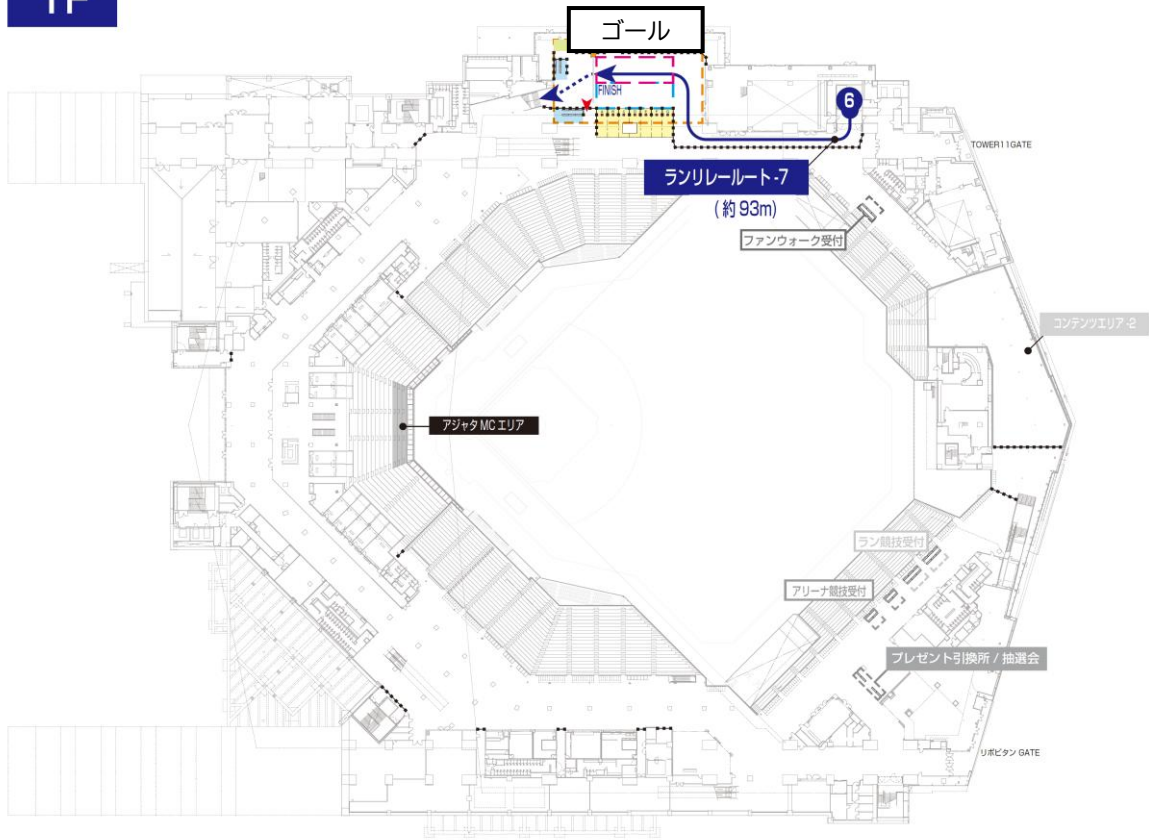 1F
ゴール
FINISH
6
TOWER11GATE
ランリレールート-7
(約93m)
ファンウォーク受付
コンテンツエリア-2
アジャタMCエリア
ラン競技受付
アリーナ競技受付
プレゼント引換所 / 抽選会
リポビタン GATE